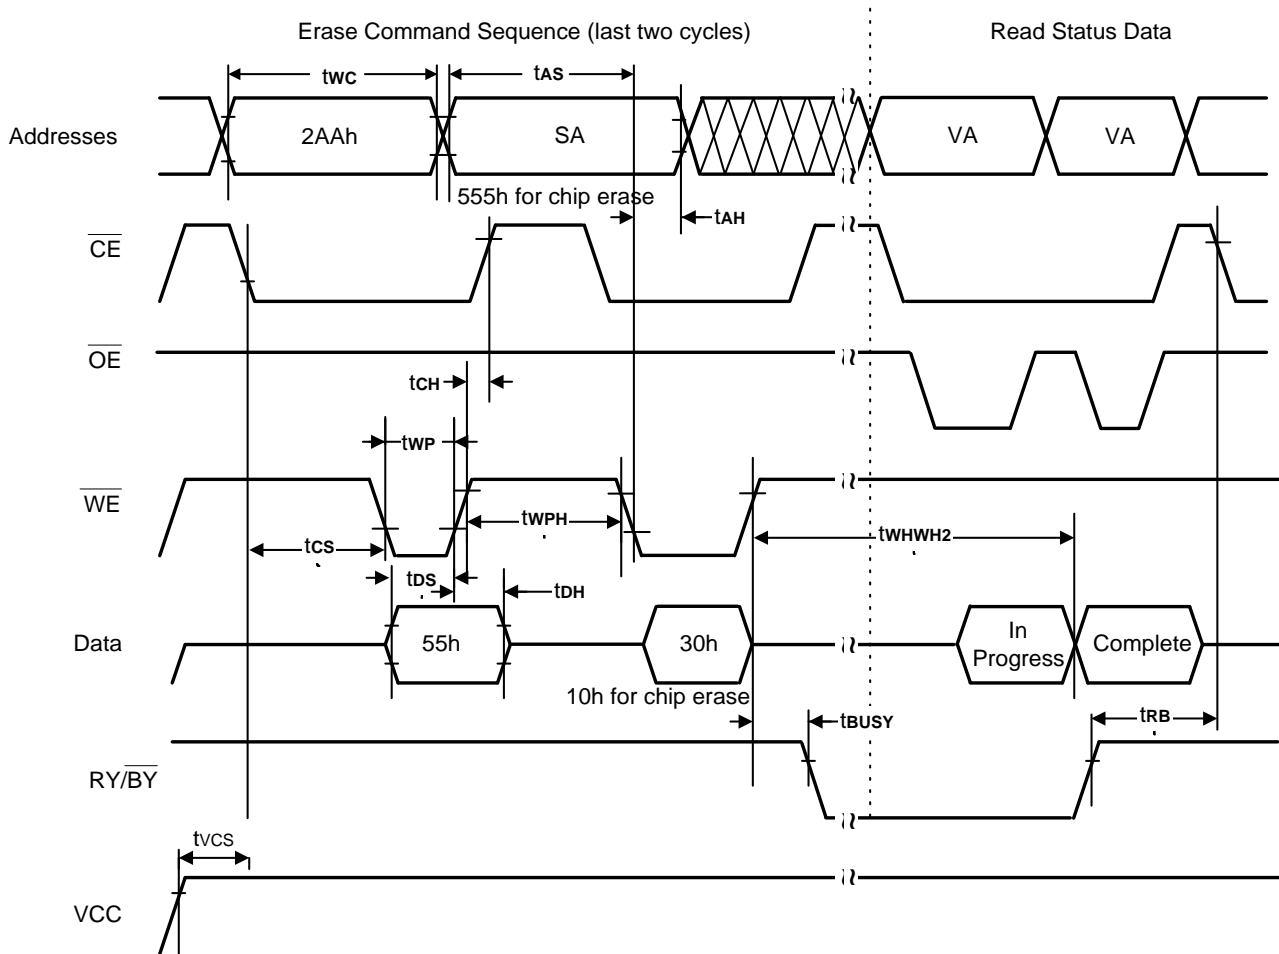 Erase Command Sequence (last two cycles)
Read Status Data
tWC
tAS
Addresses
2AAh
SA
VA
VA
555h for chip erase
tAH
CE
OE
tCH
tWP
WE
tWPH
tCS
tWHWH2
tDS
tDH
Data
55h
30h
In
Progress
Complete
10h for chip erase
tBUSY
tRB
RY/BY
tVCS
VCC